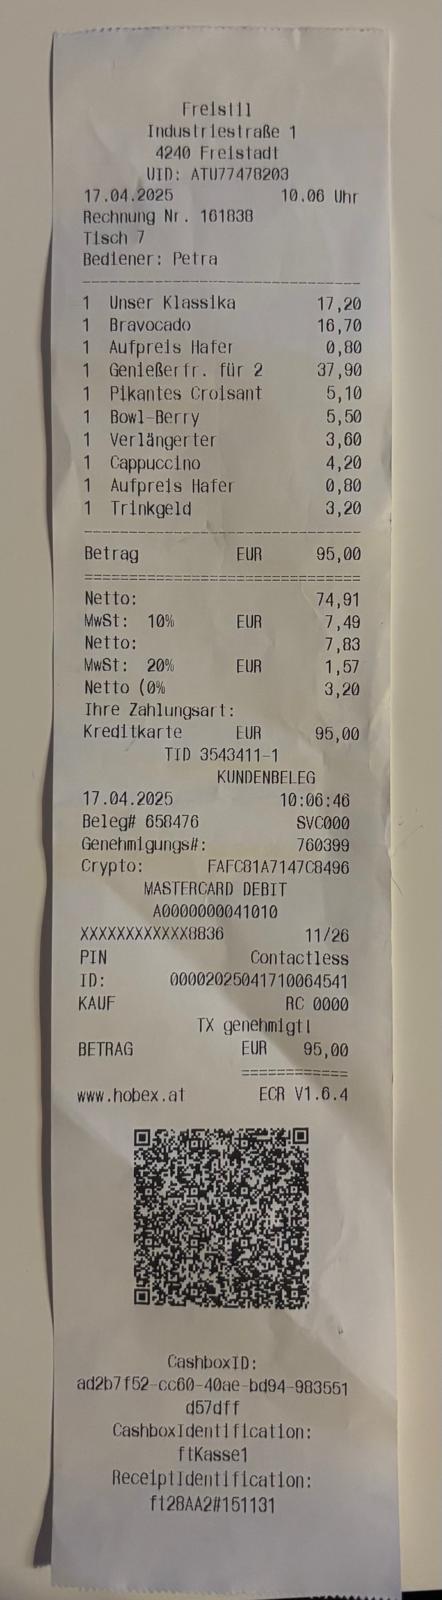 Freistil
Industriestraße 1
4240 Freistadt
UID: ATU77478203
17.04.2025 10.06 Uhr
Rechnung Nr. 161838
Tisch 7
Bediener: Petra
1 Unser Klassika 17,20
1 Bravocado 16,70
1 Aufpreis Hafer 0,80
1 Genießerfr. für 2 37,90
1 Pikantes Croisant 5,10
1 Bowl-Berry 5,50
1 Verlängerter 3,60
1 Cappuccino 4,20
1 Aufpreis Hafer 0,80
1 Trinkgeld 3,20
Betrag EUR 95,00
Netto: 74,91
MwSt: 10% EUR 7,49
Netto: 7,83
MwSt: 20% EUR 1,57
Netto (0% 3,20
Ihre Zahlungsart:
Kreditkarte EUR 95,00
TID 3543411-1
KUNDENBELEG
17.04.2025 10:06:46
Beleg# 658476 SVC000
Genehmigungs#: 760399
Crypto: FAFC81A7147C8496
MASTERCARD DEBIT
A0000000041010
XXXXXXXXXXXX8836 11/26
PIN Contactless
ID: 00002025041710064541
KAUF RC 0000
TX genehmigt!
BETRAG EUR 95,00
www.hobex.at ECR V1.6.4
CashboxID:
ad2b7f52-cc60-40ae-bd94-983551
d57dff
CashboxIdentification:
ftKasse1
ReceiptIdentification:
ft28AA2#151131